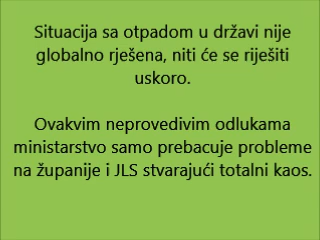 Situacija sa otpadom u državi nije
globalno rješena, niti će se riješiti
uskoro.
Ovakvim neprovedivim odlukama
ministarstvo samo prebacuje probleme
na županije i JLS stvarajući totalni kaos.